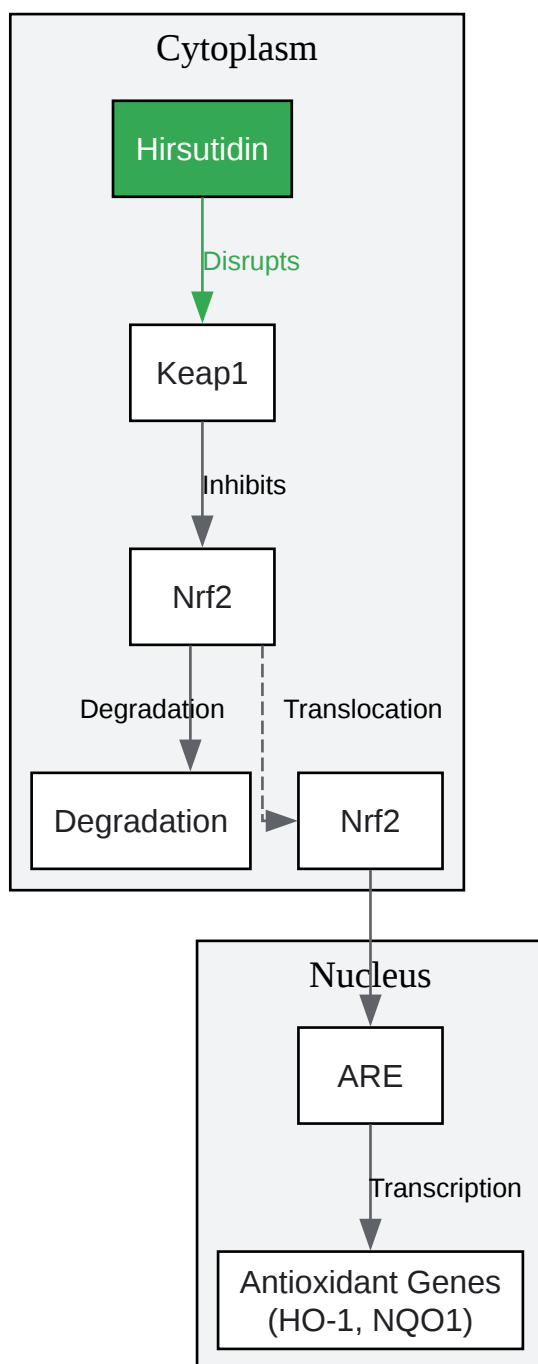 Cytoplasm
Hirsutidin
Disrupts
Keap1
Inhibits
Nrf2
Degradation
Translocation
Degradation
Nrf2
Nucleus
ARE
Transcription
Antioxidant Genes
(HO-1, NQO1)